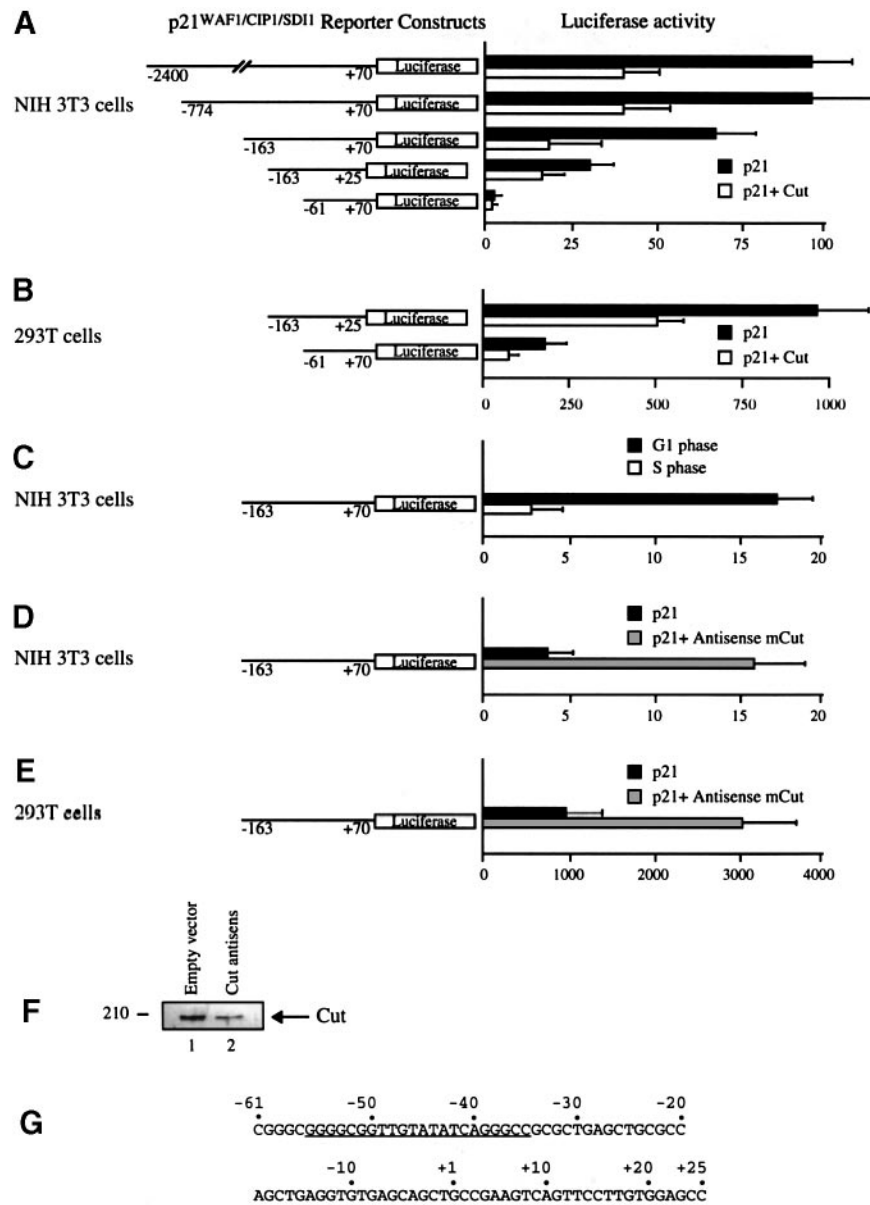 A
p21WAF1/CIP1/SDI1 Reporter Constructs
Luciferase activity
NIH 3T3 cells
-2400 +70 Luciferase
-774 +70 Luciferase
-163 +70 Luciferase
-163 +25 Luciferase
-61 +70 Luciferase
p21
p21+ Cut
0 25 50 75 100
B
293T cells
-163 +25 Luciferase
-61 +70 Luciferase
p21
p21+ Cut
0 250 500 750 1000
C
NIH 3T3 cells
G1 phase
S phase
-163 +70 Luciferase
0 5 10 15 20
D
NIH 3T3 cells
p21
p21+ Antisense mCut
-163 +70 Luciferase
0 5 10 15 20
E
293T cells
p21
p21+ Antisense mCut
-163 +70 Luciferase
0 1000 2000 3000 4000
Empty vector
Cut antisens
F
210 –
Cut
1 2
G
-61 -50 -40 -30 -20
CGGGCGGGGCGGTTGTATATCAGGGCCGCGCTGAGCTGCGCC
-10 +1 +10 +20 +25
AGCTGAGGTGTGAGCAGCTGCCGAAGTCAGTTCCTTGTGGAGCC